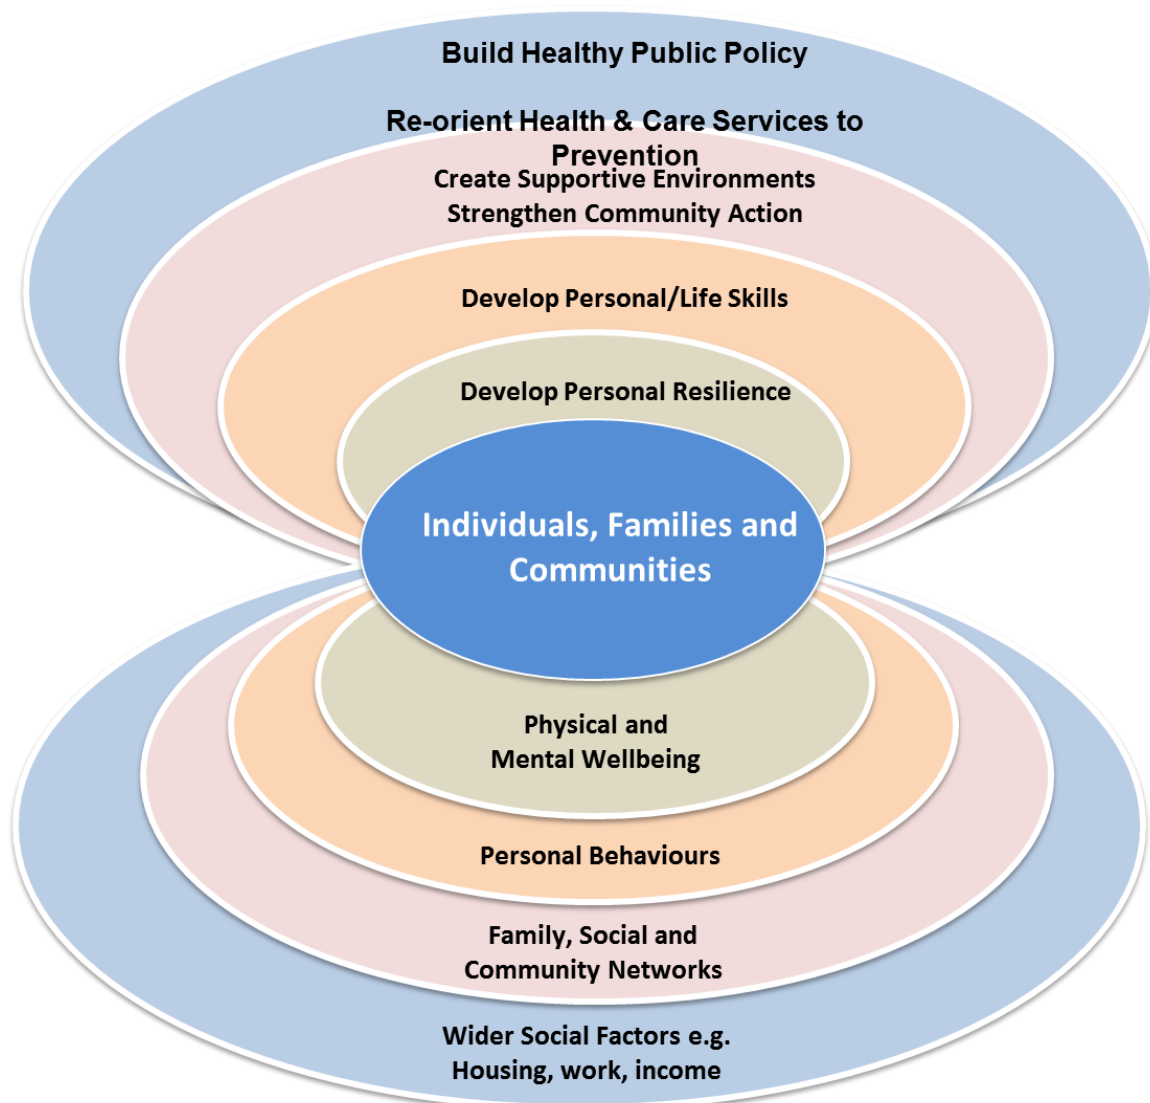 Build Healthy Public Policy
Re-orient Health & Care Services to
Prevention
Create Supportive Environments
Strengthen Community Action
Develop Personal/Life Skills
Develop Personal Resilience
Individuals, Families and
Communities
Physical and
Mental Wellbeing
Personal Behaviours
Family, Social and
Community Networks
Wider Social Factors e.g.
Housing, work, income